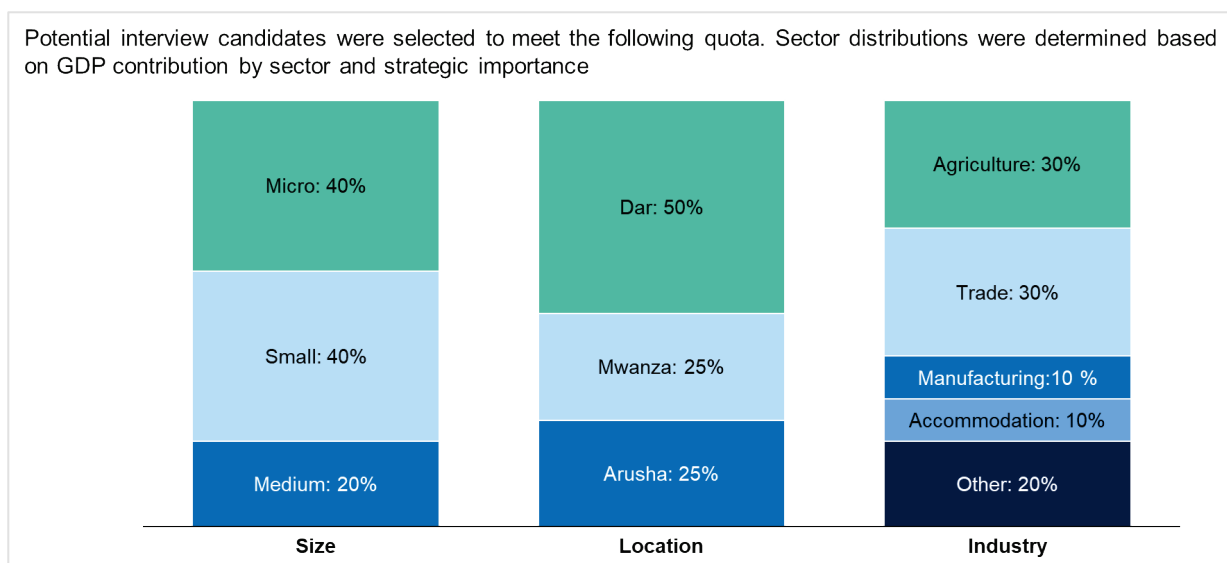 Potential interview candidates were selected to meet the following quota. Sector distributions were determined based
on GDP contribution by sector and strategic importance
Micro: 40%
Small: 40%
Medium: 20%
Size
Dar: 50%
Mwanza: 25%
Arusha: 25%
Location
Agriculture: 30%
Trade: 30%
Manufacturing:10 %
Accommodation: 10%
Other: 20%
Industry